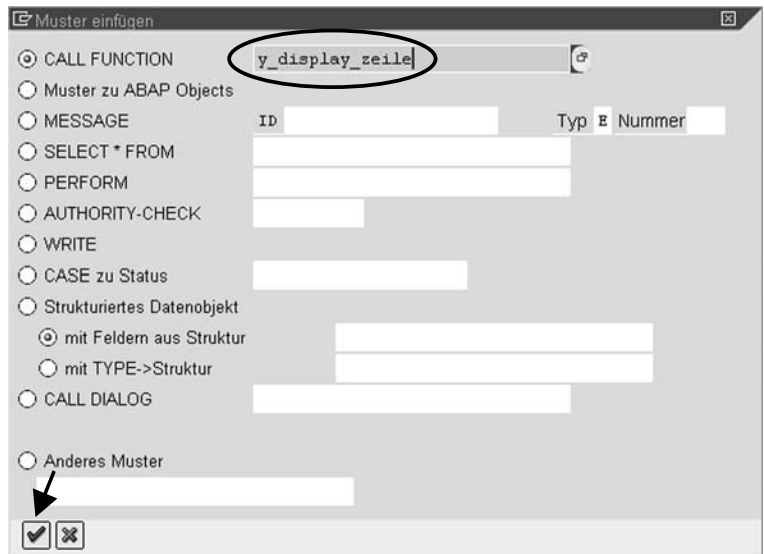 Muster einfügen
CALL FUNCTION y_display_zeile
Muster zu ABAP Objects
MESSAGE ID Typ E Nummer
SELECT * FROM
PERFORM
AUTHORITY-CHECK
WRITE
CASE zu Status
Strukturiertes Datenobjekt
mit Feldern aus Struktur
mit TYPE->Struktur
CALL DIALOG
Anderes Muster